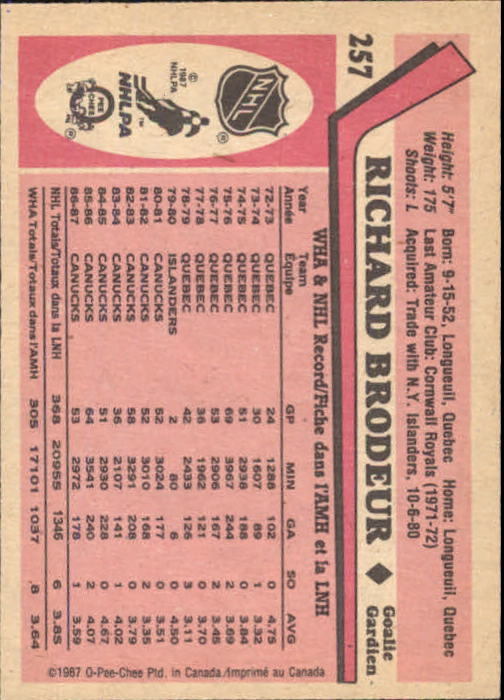 257
Height: 5'7" Born: 9-15-52, Longueuil, Quebec Home: Longueuil, Quebec
Weight: 175 Last Amateur Club: Cornwall Royals (1971-72)
Shoots: L Acquired: Trade with N.Y. Islanders, 10-6-80
RICHARD BRODEUR ◆ Goalie
Gardien
WHA & NHL Record/Fiche dans l'AMH et la LNH
Year Team GP MIN GA SO AVG
Année Équipe
72-73 QUEBEC 24 1288 102 0 4.75
73-74 QUEBEC 30 1607 89 1 3.32
74-75 QUEBEC 51 2938 188 0 3.84
75-76 QUEBEC 69 3967 244 2 3.69
76-77 QUEBEC 53 2906 167 2 3.45
77-78 QUEBEC 36 1962 121 0 3.70
78-79 QUEBEC 42 2433 126 3 3.11
79-80 ISLANDERS 2 80 6 0 4.50
80-81 CANUCKS 52 3024 177 0 3.51
81-82 CANUCKS 52 3010 168 2 3.35
82-83 CANUCKS 58 3291 208 0 3.79
83-84 CANUCKS 36 2107 141 1 4.02
84-85 CANUCKS 51 2930 228 0 4.67
85-86 CANUCKS 64 3541 240 2 4.07
86-87 CANUCKS 53 2972 178 1 3.59
NHL Totals/Totaux dans la LNH 368 20955 1346 6 3.85
WHA Totals/Totaux dans l'AMH 305 17101 1037 8 3.64
©1987 O-Pee-Chee Ptd. in Canada/Imprimé au Canada
NHL ®
© 1987 NHLPA
NHLPA ™
O PEE CHEE ®